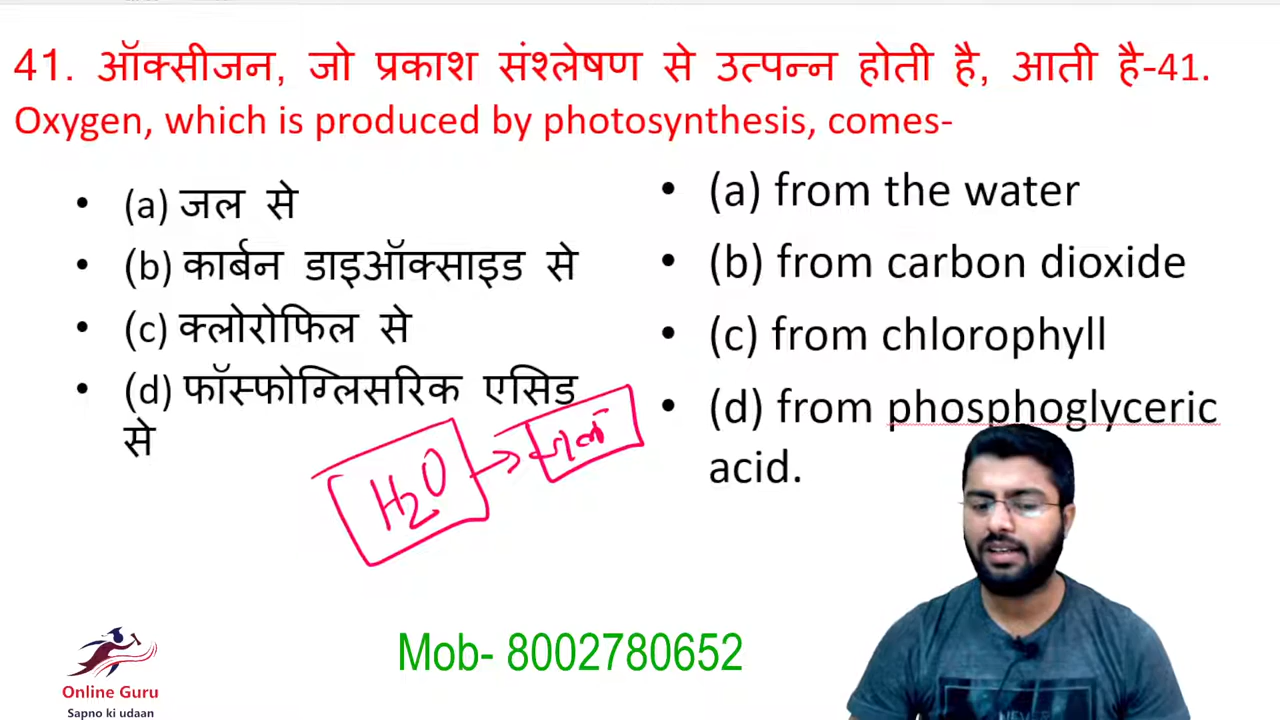 41. ऑक्सीजन, जो प्रकाश संश्लेषण से उत्पन्न होती है, आती है-41.
Oxygen, which is produced by photosynthesis, comes-
• (a) जल से
• (b) कार्बन डाइऑक्साइड से
• (c) क्लोरोफिल से
• (d) फॉस्फोग्लिसरिक एसिड
से
• (a) from the water
• (b) from carbon dioxide
• (c) from chlorophyll
• (d) from phosphoglyceric
acid.
H2O →
Mob- 8002780652
Online Guru
Sapno ki udaan